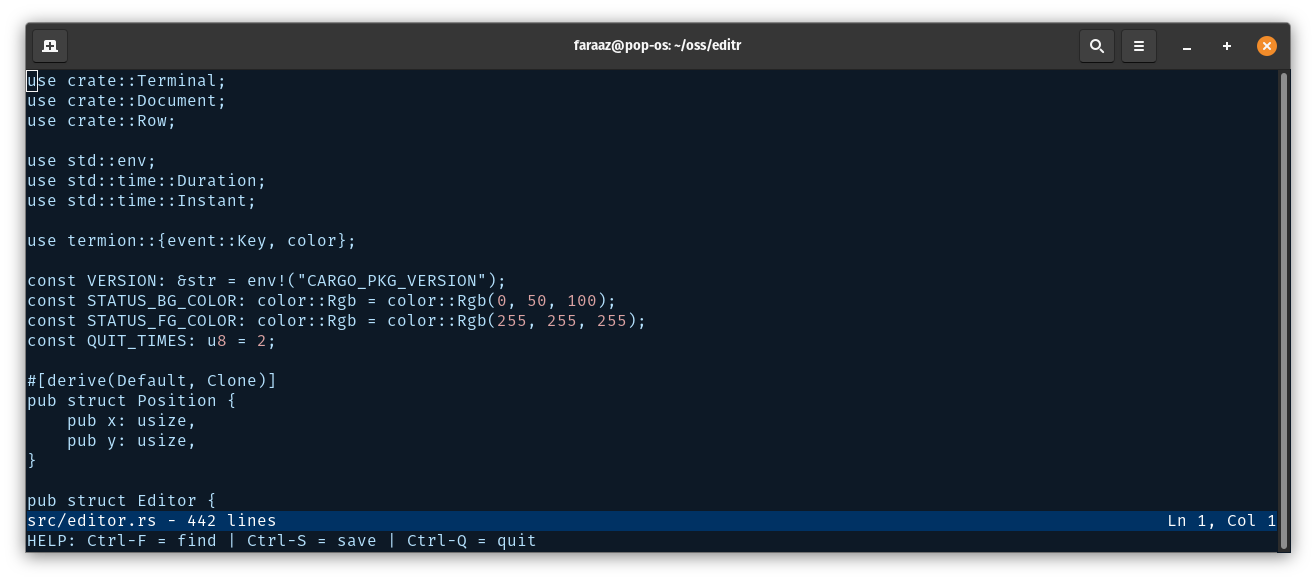 faraaz@pop-os: ~/oss/editr
use crate::Terminal;
use crate::Document;
use crate::Row;
use std::env;
use std::time::Duration;
use std::time::Instant;
use termion::{event::Key, color};
const VERSION: &str = env!("CARGO_PKG_VERSION");
const STATUS_BG_COLOR: color::Rgb = color::Rgb(0, 50, 100);
const STATUS_FG_COLOR: color::Rgb = color::Rgb(255, 255, 255);
const QUIT_TIMES: u8 = 2;
#[derive(Default, Clone)]
pub struct Position {
    pub x: usize,
    pub y: usize,
}
pub struct Editor {
src/editor.rs - 442 lines Ln 1, Col 1
HELP: Ctrl-F = find | Ctrl-S = save | Ctrl-Q = quit